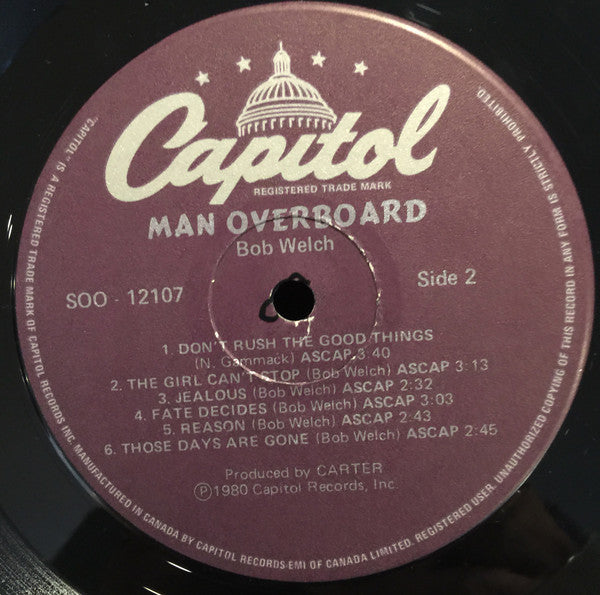 Capitol
REGISTERED TRADE MARK
MAN OVERBOARD
Bob Welch
SOO - 12107
Side 2
1. DON'T RUSH THE GOOD THINGS
(N. Gammack) ASCAP 3:40
2. THE GIRL CAN'T STOP (Bob Welch) ASCAP 3:13
3. JEALOUS (Bob Welch) ASCAP 2:32
4. FATE DECIDES (Bob Welch) ASCAP 3:03
5. REASON (Bob Welch) ASCAP 2:43
6. THOSE DAYS ARE GONE (Bob Welch) ASCAP 2:45
Produced by CARTER
Ⓟ1980 Capitol Records, Inc.
"CAPITOL" IS A REGISTERED TRADE MARK OF CAPITOL RECORDS INC. MANUFACTURED IN CANADA BY CAPITOL RECORDS-EMI OF CANADA LIMITED. REGISTERED USER. UNAUTHORIZED COPYING OF THIS RECORD IN ANY FORM IS STRICTLY PROHIBITED.